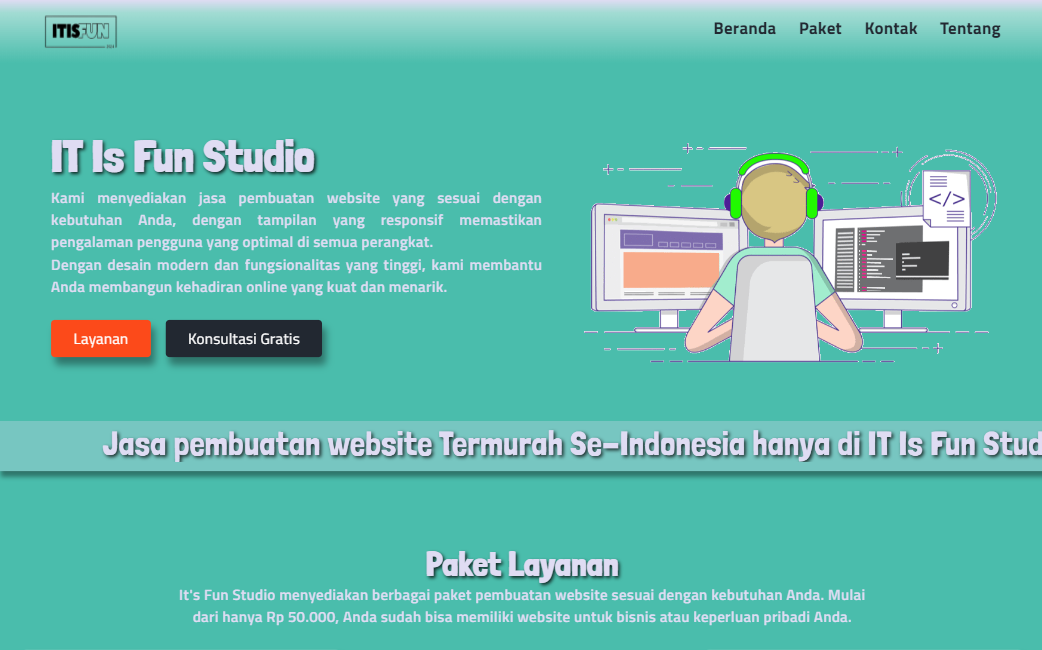 ITISFUN
Beranda Paket Kontak Tentang
IT Is Fun Studio
Kami menyediakan jasa pembuatan website yang sesuai dengan
kebutuhan Anda, dengan tampilan yang responsif memastikan
pengalaman pengguna yang optimal di semua perangkat.
Dengan desain modern dan fungsionalitas yang tinggi, kami membantu
Anda membangun kehadiran online yang kuat dan menarik.
Layanan Konsultasi Gratis
</>
Jasa pembuatan website Termurah Se-Indonesia hanya di IT Is Fun Stud
Paket Layanan
It's Fun Studio menyediakan berbagai paket pembuatan website sesuai dengan kebutuhan Anda. Mulai
dari hanya Rp 50.000, Anda sudah bisa memiliki website untuk bisnis atau keperluan pribadi Anda.